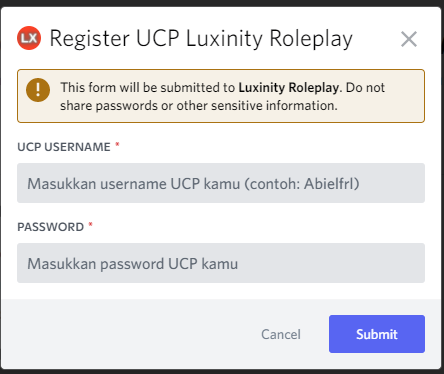 LX Register UCP Luxinity Roleplay
This form will be submitted to Luxinity Roleplay. Do not
share passwords or other sensitive information.
UCP USERNAME *
Masukkan username UCP kamu (contoh: Abielfrl)
PASSWORD *
Masukkan password UCP kamu
Cancel Submit